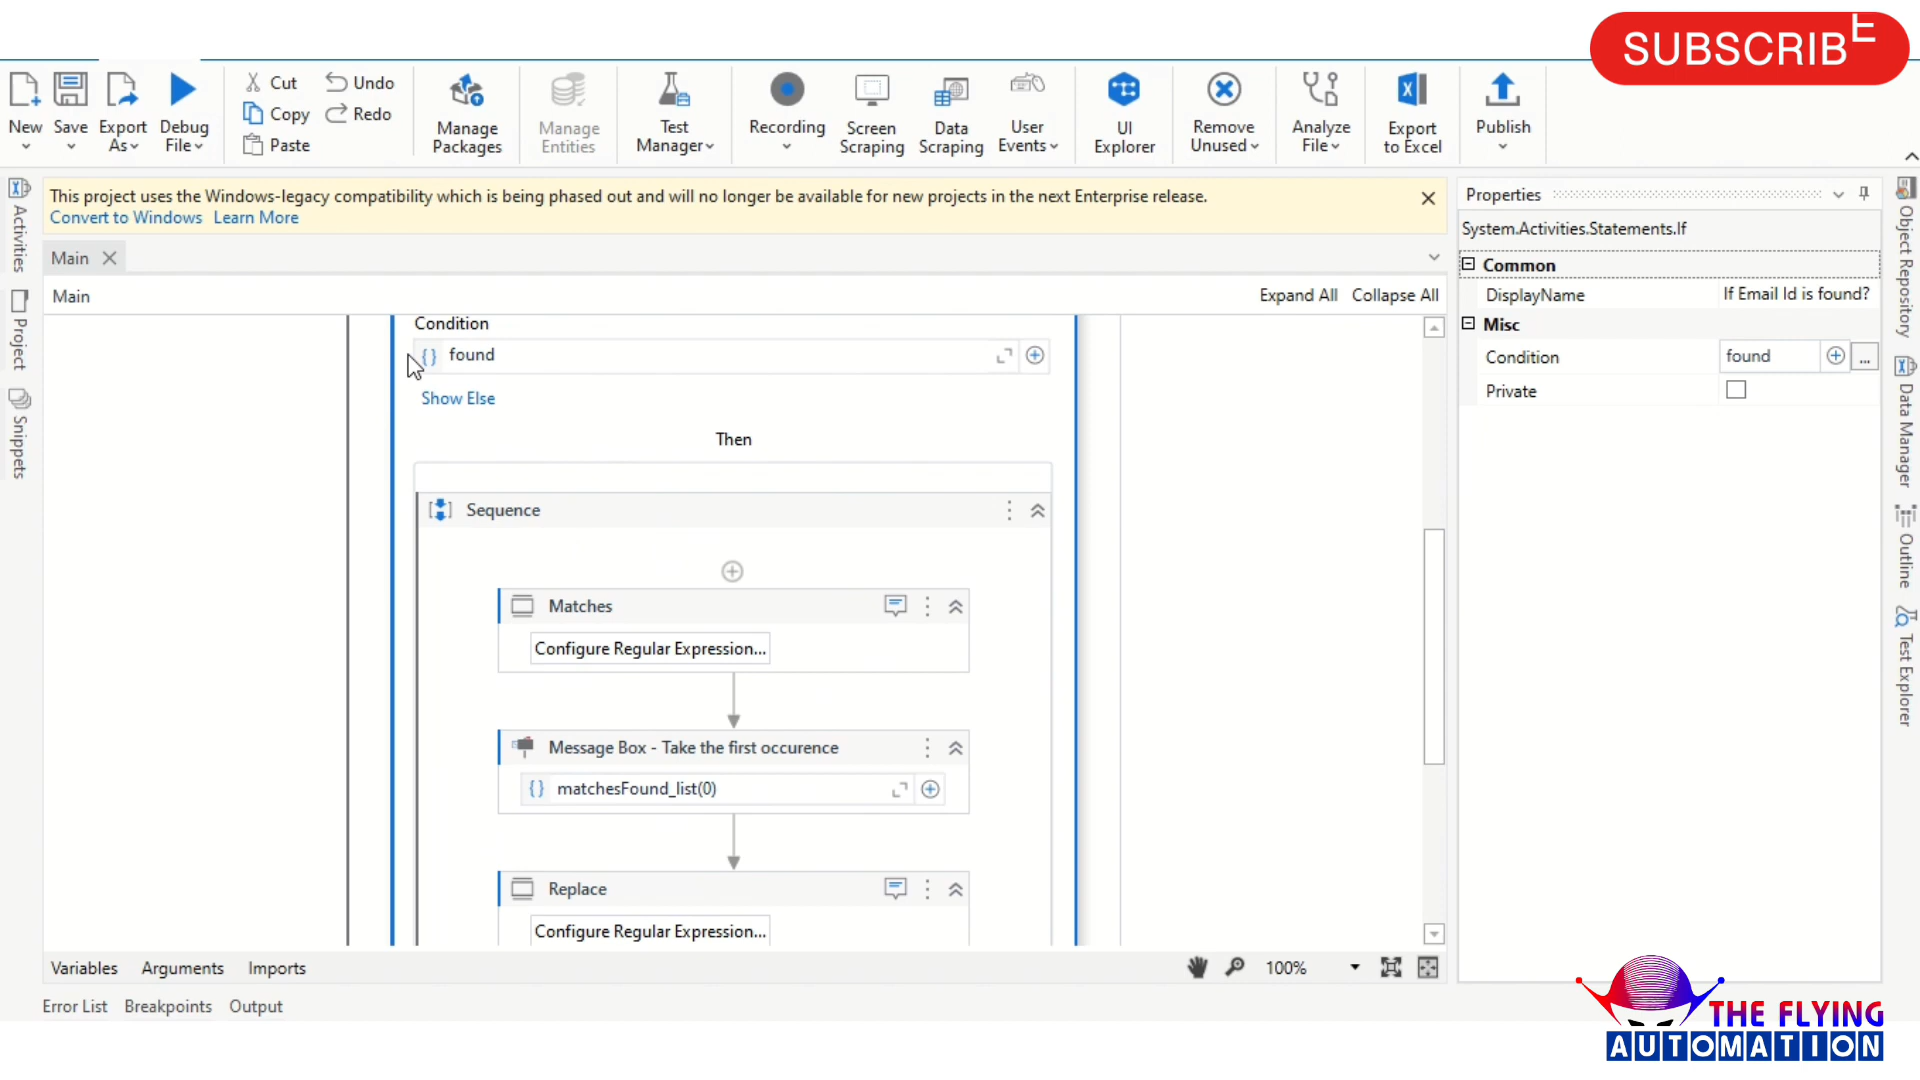 SUBSCRIBE
New
Save
Export
As
Debug
File
Cut
Copy
Paste
Undo
Redo
Manage
Packages
Manage
Entities
Test
Manager
Recording
Screen
Scraping
Data
Scraping
User
Events
UI
Explorer
Remove
Unused
Analyze
File
Export
to Excel
Publish
This project uses the Windows-legacy compatibility which is being phased out and will no longer be available for new projects in the next Enterprise release.
Convert to Windows Learn More
Main
Main
Expand All Collapse All
Activities
Project
Snippets
Condition
{} found
Show Else
Then
Sequence
Matches
Configure Regular Expression...
Message Box - Take the first occurence
{} matchesFound_list(0)
Replace
Configure Regular Expression...
Variables Arguments Imports
100%
Error List Breakpoints Output
Properties
System.Activities.Statements.If
Common
DisplayName If Email Id is found?
Misc
Condition found ...
Private
Object Repository
Data Manager
Outline
Test Explorer
THE FLYING
AUTOMATION